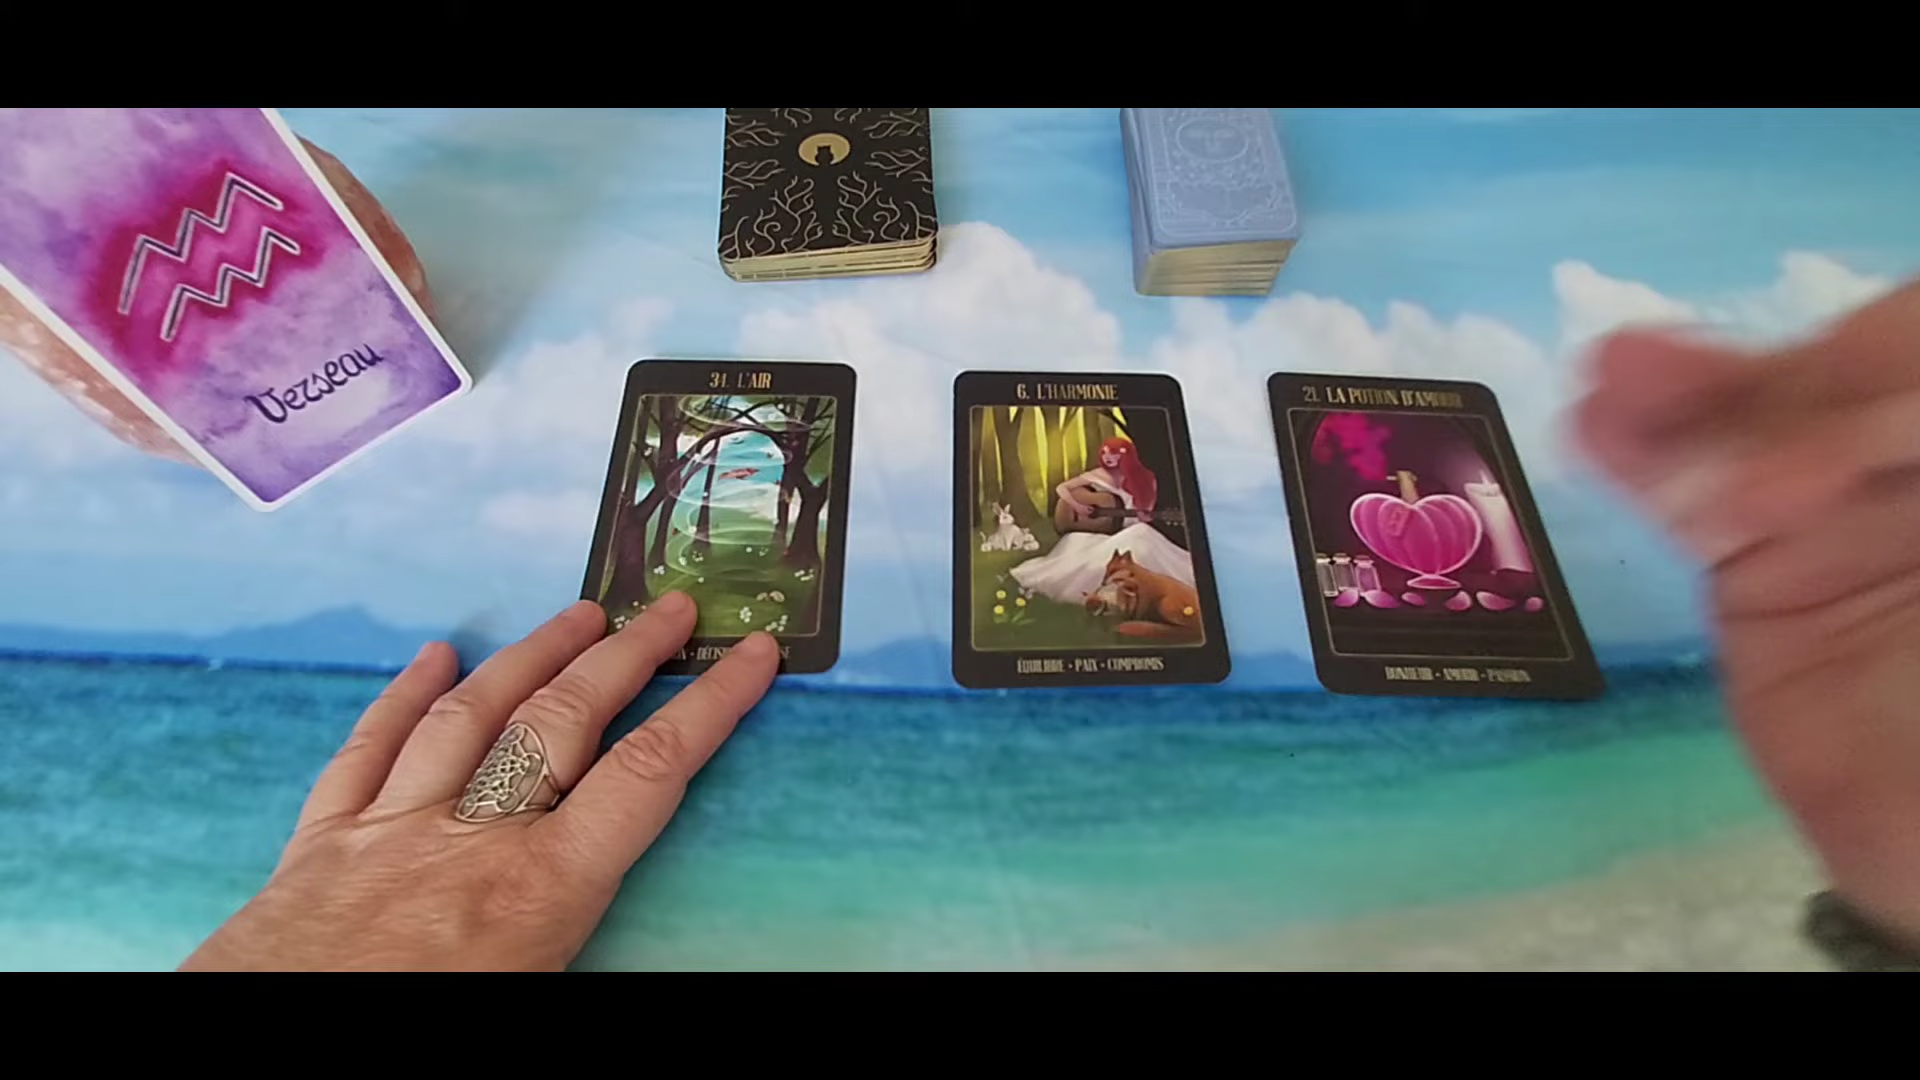 Verseau
34. L'AIR
6. L'HARMONIE
21. LA POTION D'AMOUR
ÉQUILIBRE • PAIX • COMPROMIS
BONHEUR • AMOUR • PASSION